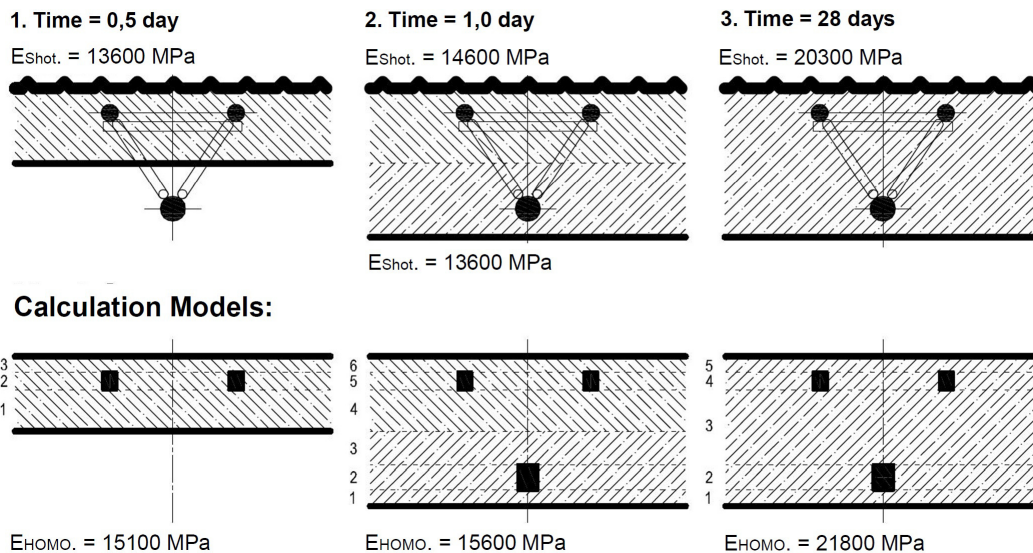 1. Time = 0,5 day
2. Time = 1,0 day
3. Time = 28 days
EShot. = 13600 MPa
EShot. = 14600 MPa
EShot. = 20300 MPa
EShot. = 13600 MPa
Calculation Models:
3
2
1
6
5
4
3
2
1
5
4
3
2
1
EHOMO. = 15100 MPa
EHOMO. = 15600 MPa
EHOMO. = 21800 MPa